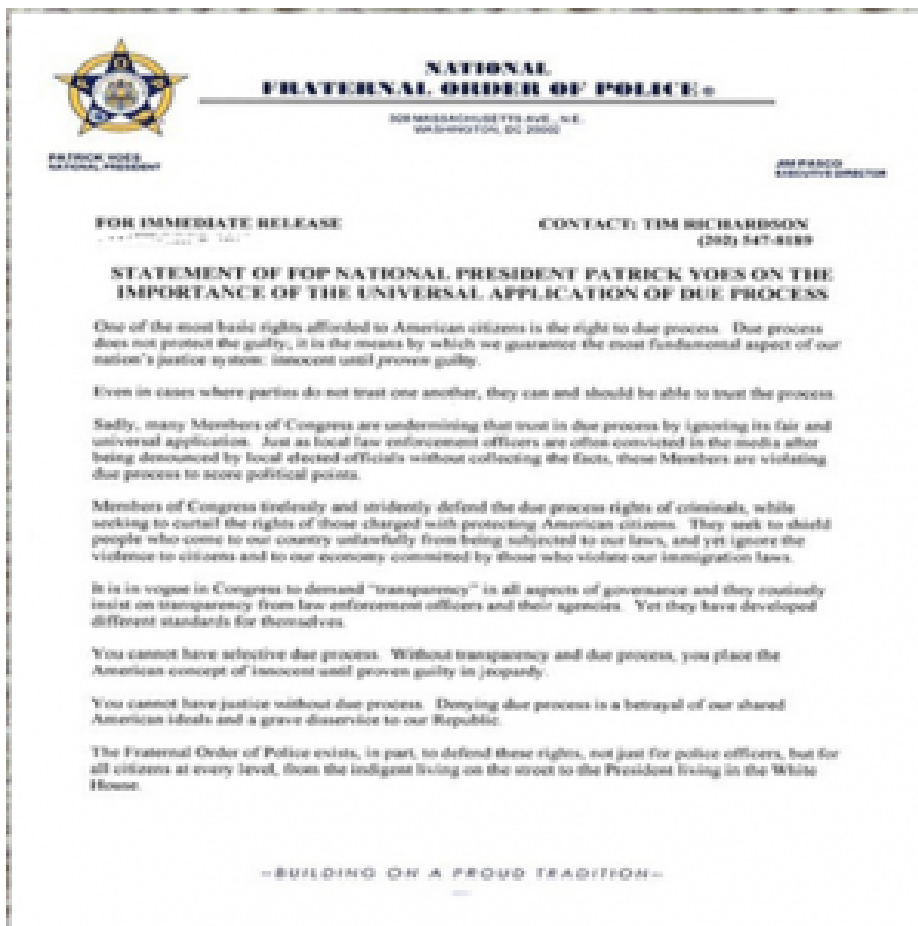 NATIONAL
FRATERNAL ORDER OF POLICE ®
328 MASSACHUSETTS AVE., N.E.
WASHINGTON, DC 20002
PATRICK YOES
NATIONAL PRESIDENT
JIM PASCO
EXECUTIVE DIRECTOR
FOR IMMEDIATE RELEASE
CONTACT: TIM RICHARDSON
(202) 547-8189
STATEMENT OF FOP NATIONAL PRESIDENT PATRICK YOES ON THE
IMPORTANCE OF THE UNIVERSAL APPLICATION OF DUE PROCESS
One of the most basic rights afforded to American citizens is the right to due process. Due process
does not protect the guilty; it is the means by which we guarantee the most fundamental aspect of our
nation's justice system: innocent until proven guilty.
Even in cases where parties do not trust one another, they can and should be able to trust the process.
Sadly, many Members of Congress are undermining that trust in due process by ignoring its fair and
universal application. Just as local law enforcement officers are often convicted in the media after
being denounced by local elected officials without collecting the facts, these Members are violating
due process to score political points.
Members of Congress tirelessly and stridently defend the due process rights of criminals, while
seeking to curtail the rights of those charged with protecting American citizens. They seek to shield
people who come to our country unlawfully from being subjected to our laws, and yet ignore the
violence to citizens and to our economy committed by those who violate our immigration laws.
It is in vogue in Congress to demand "transparency" in all aspects of governance and they routinely
insist on transparency from law enforcement officers and their agencies. Yet they have developed
different standards for themselves.
You cannot have selective due process. Without transparency and due process, you place the
American concept of innocent until proven guilty in jeopardy.
You cannot have justice without due process. Denying due process is a betrayal of our shared
American ideals and a grave disservice to our Republic.
The Fraternal Order of Police exists, in part, to defend these rights, not just for police officers, but for
all citizens at every level, from the indigent living on the street to the President living in the White
House.
~BUILDING ON A PROUD TRADITION~